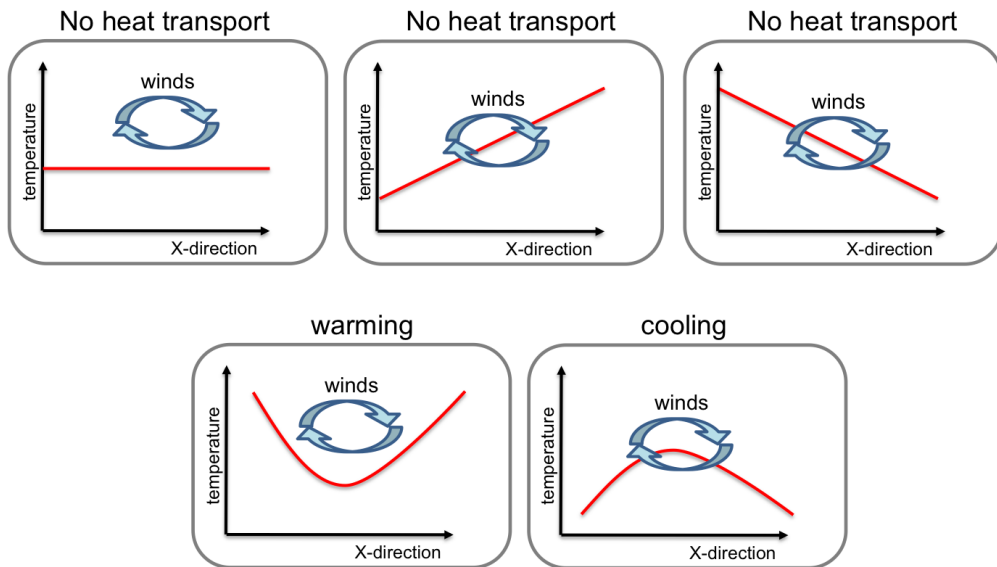 No heat transport
No heat transport
No heat transport
winds
temperature
X-direction
winds
temperature
X-direction
winds
temperature
X-direction
warming
cooling
winds
temperature
X-direction
winds
temperature
X-direction